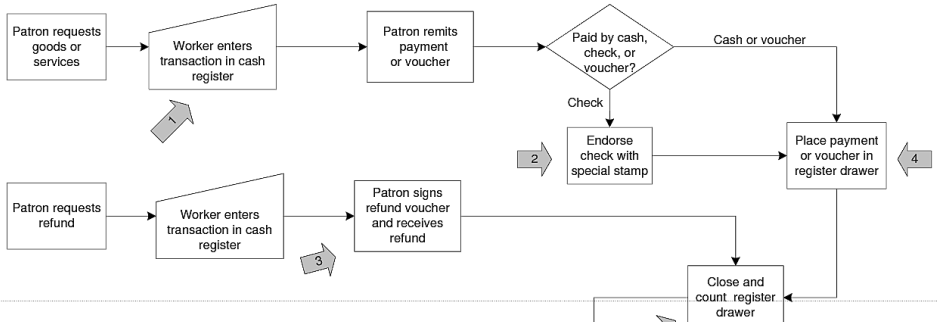 Patron requests
goods or
services
Worker enters
transaction in cash
register
Patron remits
payment
or voucher
Paid by cash,
check, or
voucher?
Cash or voucher
Check
1
2
Endorse
check with
special stamp
Place payment
or voucher in
register drawer
4
Patron requests
refund
Worker enters
transaction in cash
register
Patron signs
refund voucher
and receives
refund
3
Close and
count register
drawer